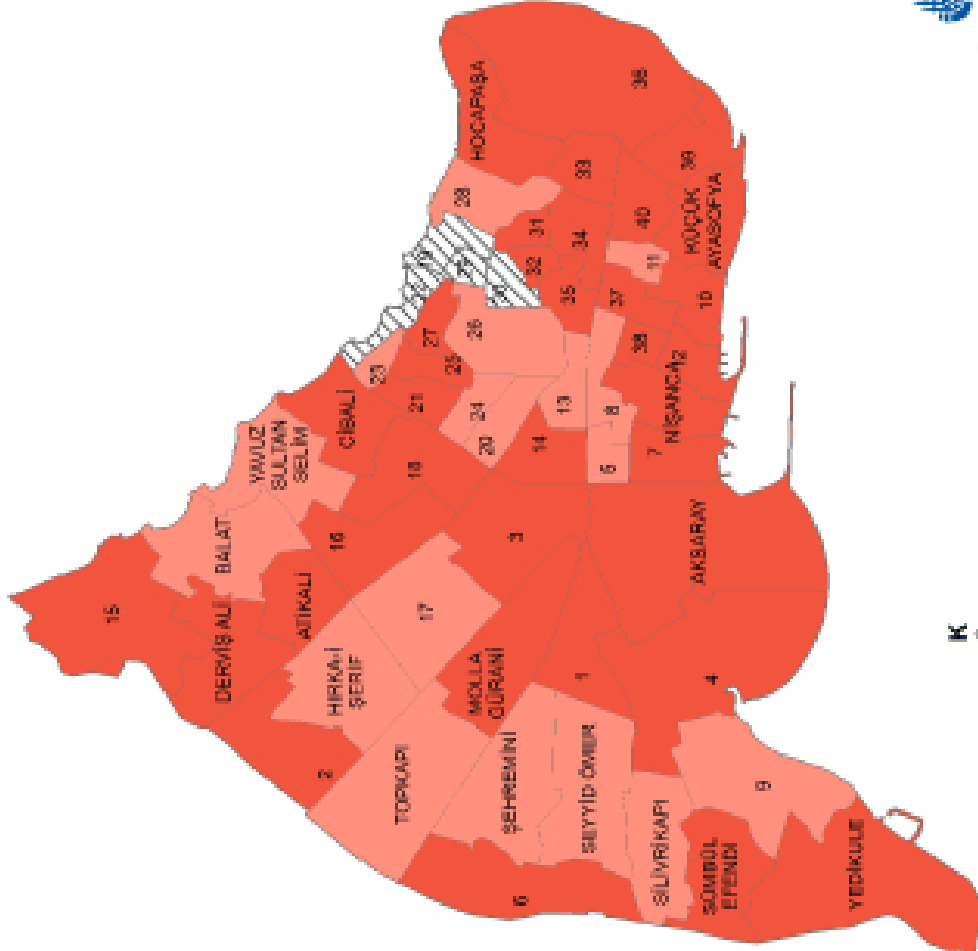 15
DERVİŞ ALİ
BALAT
YAVUZ
SULTAN
SELİM
ATİKALİ
16
CİBALİ
23
HIRKA-İ
ŞERİF
17
18
21
25
27
26
28
HOCAPAŞA
2
TOPKAPI
MOLLA
GÜRANİ
3
20
24
14
13
32
31
35
34
33
36
ŞEHREMİNİ
SEYYİD ÖMER
1
AKSARAY
7
8
NİŞANCA
37
38
11
40
39
10
KÜÇÜK
AYASOFYA
6
SİLİVRİKAPI
SÜMBÜL
EFENDİ
4
9
YEDİKULE
K